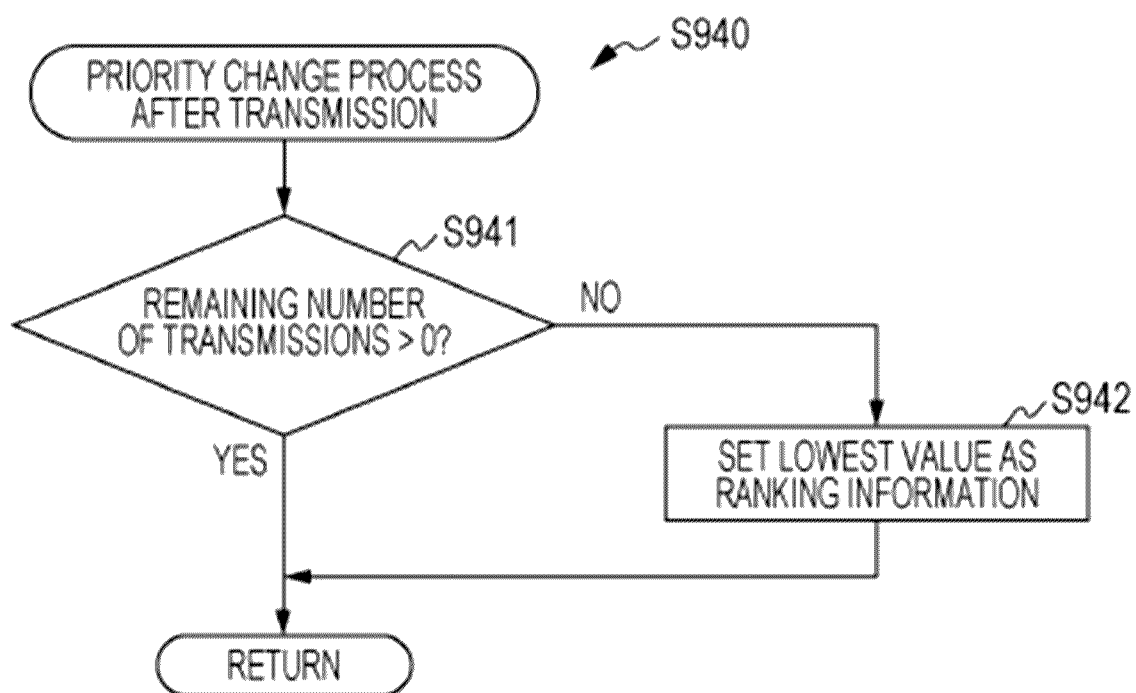 S940
PRIORITY CHANGE PROCESS
AFTER TRANSMISSION
S941
REMAINING NUMBER
OF TRANSMISSIONS > 0?
NO
S942
YES
SET LOWEST VALUE AS
RANKING INFORMATION
RETURN